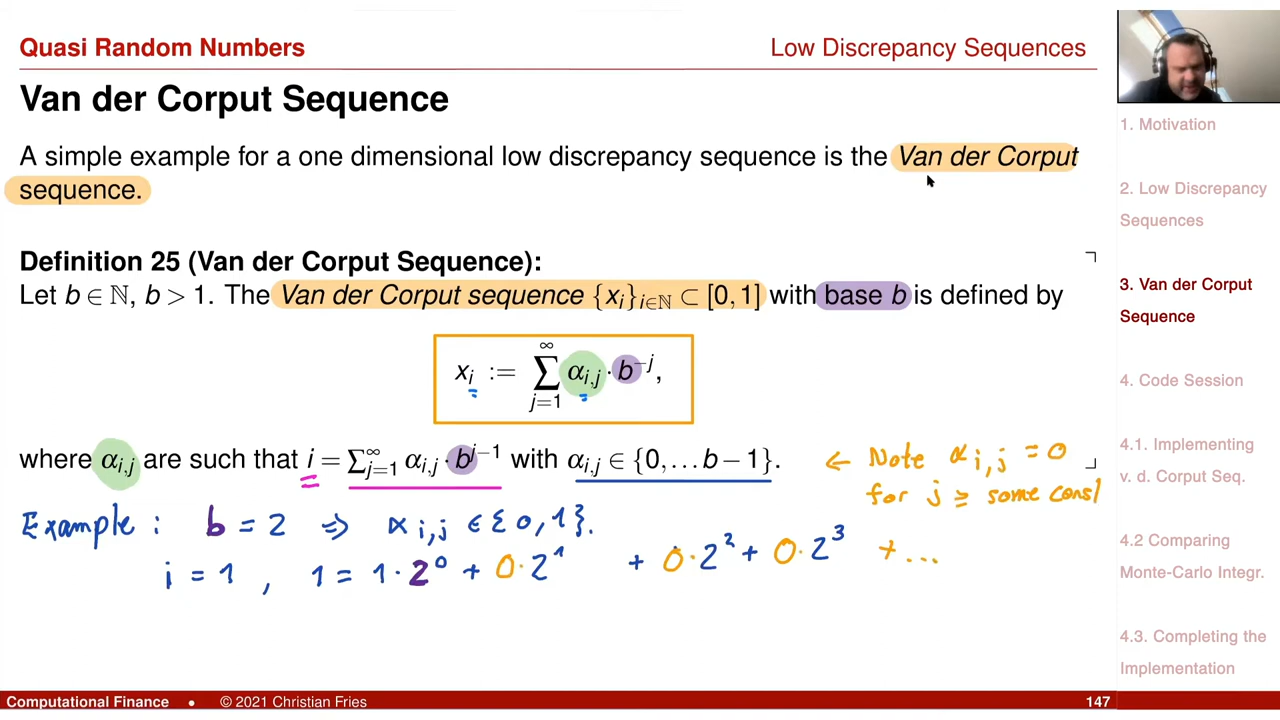 Quasi Random Numbers
Low Discrepancy Sequences
Van der Corput Sequence
A simple example for a one dimensional low discrepancy sequence is the Van der Corput
sequence.
Definition 25 (Van der Corput Sequence):
Let b ∈ ℕ, b > 1. The Van der Corput sequence {x_i}_{i∈ℕ} ⊂ [0, 1] with base b is defined by
x_i := ∑_{j=1}^{∞} α_{i,j} · b^{-j},
where α_{i,j} are such that i = ∑_{j=1}^{∞} α_{i,j} · b^{j-1} with α_{i,j} ∈ {0, … b − 1}.
← Note α_{i,j} = 0
for j ≥ some const
Example: b = 2 ⇒ α_{i,j} ∈ {0, 1}.
i = 1, 1 = 1 · 2^0 + 0 · 2^1 + 0 · 2^2 + 0 · 2^3 + ...
1. Motivation
2. Low Discrepancy
Sequences
3. Van der Corput
Sequence
4. Code Session
4.1. Implementing
v. d. Corput Seq.
4.2 Comparing
Monte-Carlo Integr.
4.3. Completing the
Implementation
Computational Finance • © 2021 Christian Fries
147